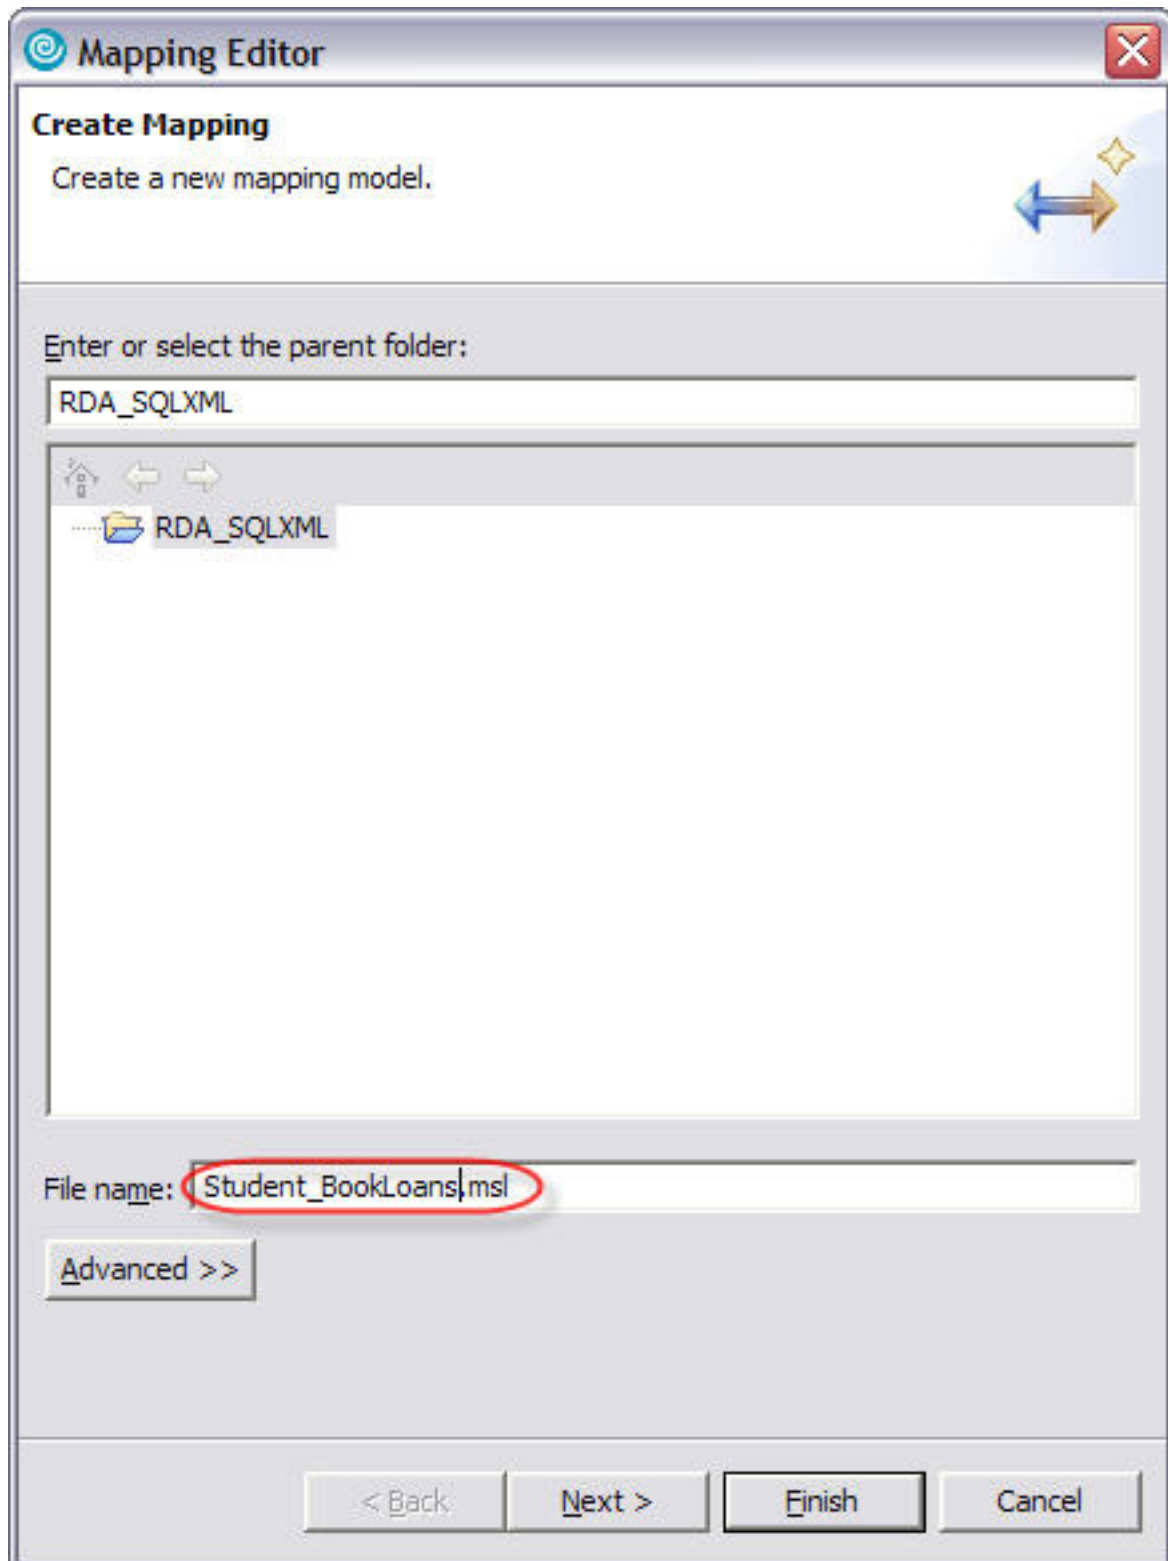 Mapping Editor
Create Mapping
Create a new mapping model.
Enter or select the parent folder:
RDA_SQLXML
RDA_SQLXML
File name: Student_BookLoans.msl
Advanced >>
< Back Next > Finish Cancel